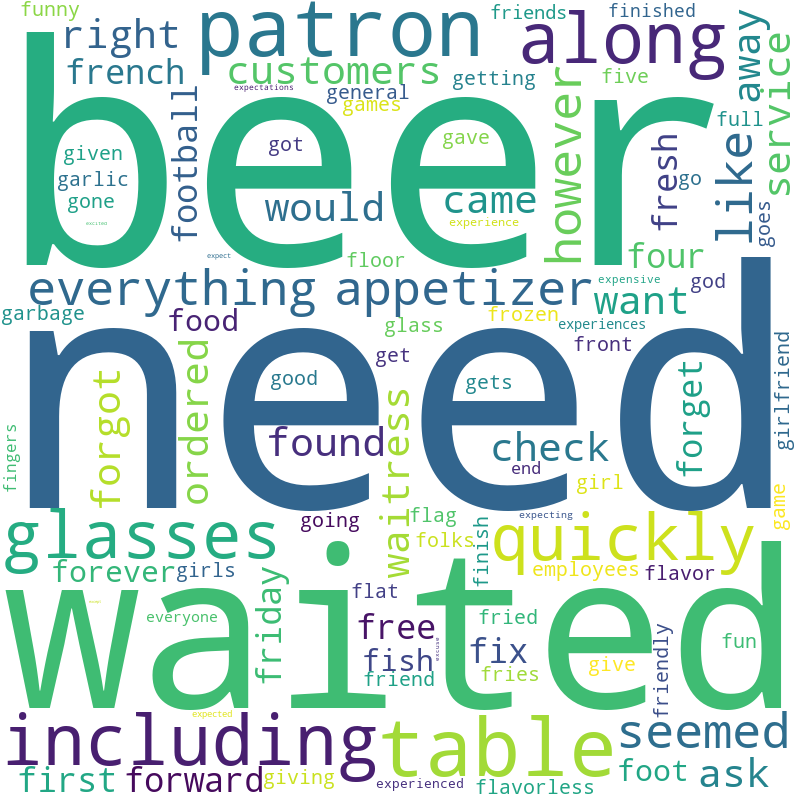 funny
friends
finished
right
patron
along
away
service
french
customers
getting
five
expectations
general
games
beer
football
however
full
got
gave
given
garlic
gone
fresh
like
go
would
came
experience
goes
excited
expect
floor
four
everything
appetizer
want
expensive
god
garbage
food
frozen
experiences
glass
front
need
get
girlfriend
good
gets
forgot
ordered
forget
found
check
waitress
end
fingers
girl
game
glasses
going
flag
expecting
quickly
folks
finish
forever
girls
employees
flavor
waited
friday
flat
everyone
free
fried
fun
fish
excuse
fix
give
friendly
friend
fries
expected
including
table
seemed
first
forward
giving
experienced
flavorless
foot
ask